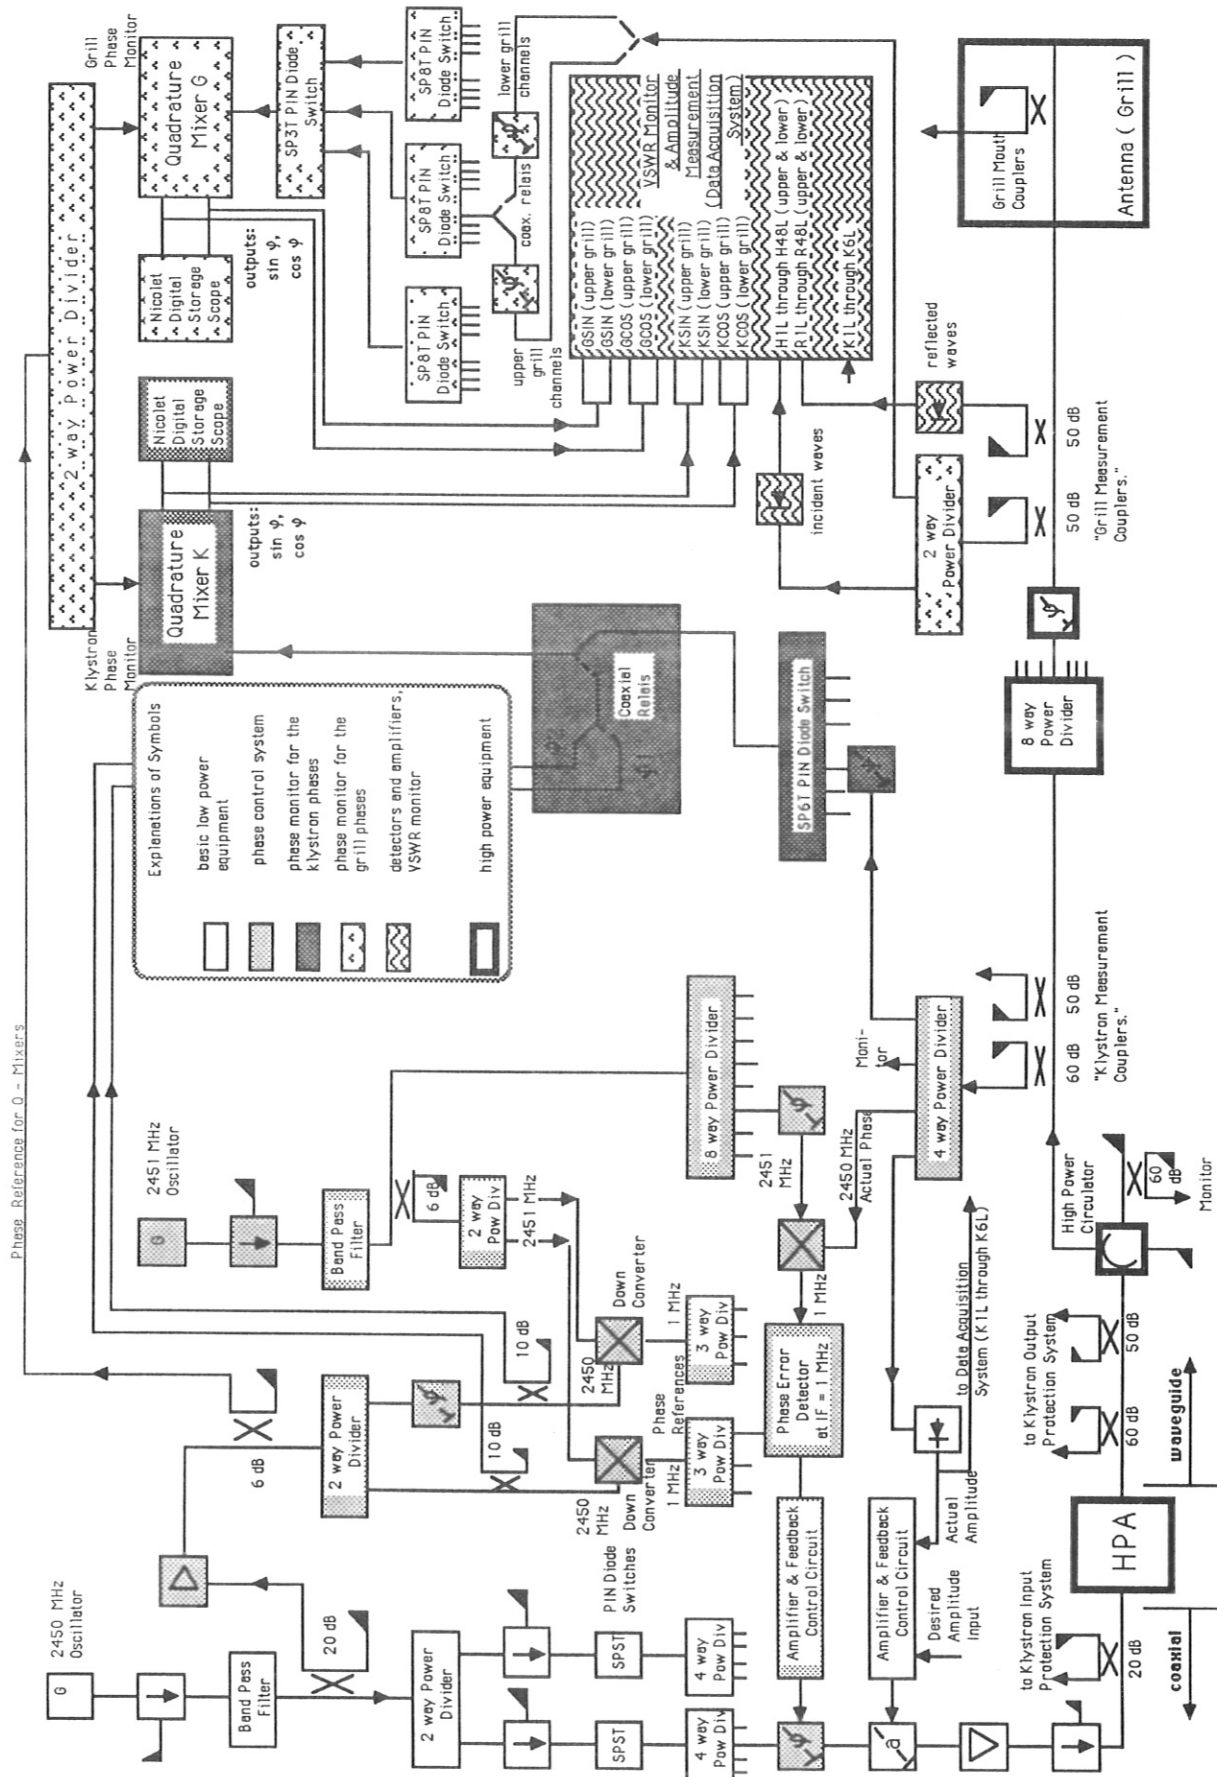 2450 MHz
Oscillator
G
Band Pass
Filter
20 dB
2 way Power
Divider
PIN Diode
Switches
SPST
SPST
4 way
Pow Div
4 way
Pow Div
φ
a
Amplifier & Feedback
Control Circuit
Amplifier & Feedback
Control Circuit
Desired
Amplitude
Input
Actual
Amplitude
to Klystron Input
Protection System
20 dB
coaxial
HPA
waveguide
to Klystron Output
Protection System
60 dB
50 dB
High Power
Circulator
60
dB
Monitor
Phase Reference for Q - Mixers
6 dB
2 way Power
Divider
φ
10 dB
10 dB
2450
MHz
2450
MHz
Down
Converter
Down
Converter
1 MHz
1 MHz
Phase
References
3 way
Pow Div
3 way
Pow Div
Phase Error
Detector
at IF = 1 MHz
1 MHz
to Data Acquisition
System (K1L through K6L)
2451 MHz
Oscillator
G
Band Pass
Filter
6 dB
2 way
Pow Div
2451 MHz
8 way Power Divider
φ
2451
MHz
2450 MHz
Actual Phase
Moni-
tor
4 way Power Divider
60 dB
50 dB
"Klystron Measurement
Couplers."
Explanations of Symbols
basic low power
equipment
phase control system
phase monitor for the
klystron phases
phase monitor for the
grill phases
detectors and amplifiers,
VSWR monitor
high power equipment
φ2
φ1
Coaxial
Relais
SP6T PIN Diode Switch
φ
8 way
Power
Divider
φ
2 way Power Divider
Klystron
Phase
Monitor
Quadrature
Mixer K
Nicolet
Digital
Storage
Scope
outputs:
sin φ,
cos φ
Grill
Phase
Monitor
Quadrature
Mixer G
Nicolet
Digital
Storage
Scope
outputs:
sin φ,
cos φ
SP3T PIN Diode
Switch
SP8T PIN
Diode Switch
SP8T PIN
Diode Switch
SP8T PIN
Diode Switch
upper
grill
channels
φ
coax. relais
φ
lower grill
channels
GSIN (upper grill)
GSIN (lower grill)
GCOS (upper grill)
GCOS (lower grill)
KSIN (upper grill)
KSIN (lower grill)
KCOS (upper grill)
KCOS (lower grill)
H1L through H48L (upper & lower)
R1L through R48L (upper & lower)
K1L through K6L
VSWR Monitor
& Amplitude
Measurement
(Data Acquisition
System)
incident waves
reflected
waves
2 way
Power Divider
50 dB
50 dB
"Grill Measurement
Couplers."
Grill Mouth
Couplers
Antenna ( Grill )